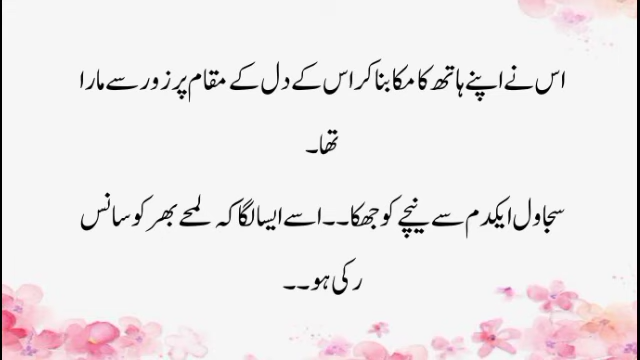 اس نے اپنے ہاتھ کا مکا بنا کر اس کے دل کے مقام پر زور سے مارا
تھا۔
سجاول ایکدم سے نیچے کو جھکا۔۔ اسے ایسا لگا کہ لمحے بھر کو سانس
رکی ہو۔۔